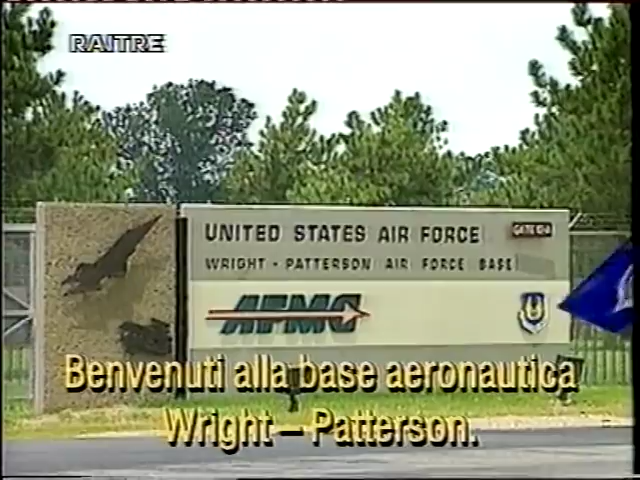 RAITRE
UNITED STATES AIR FORCE
WRIGHT - PATTERSON AIR FORCE BASE
AFMC
Benvenuti alla base aeronautica
Wright – Patterson.